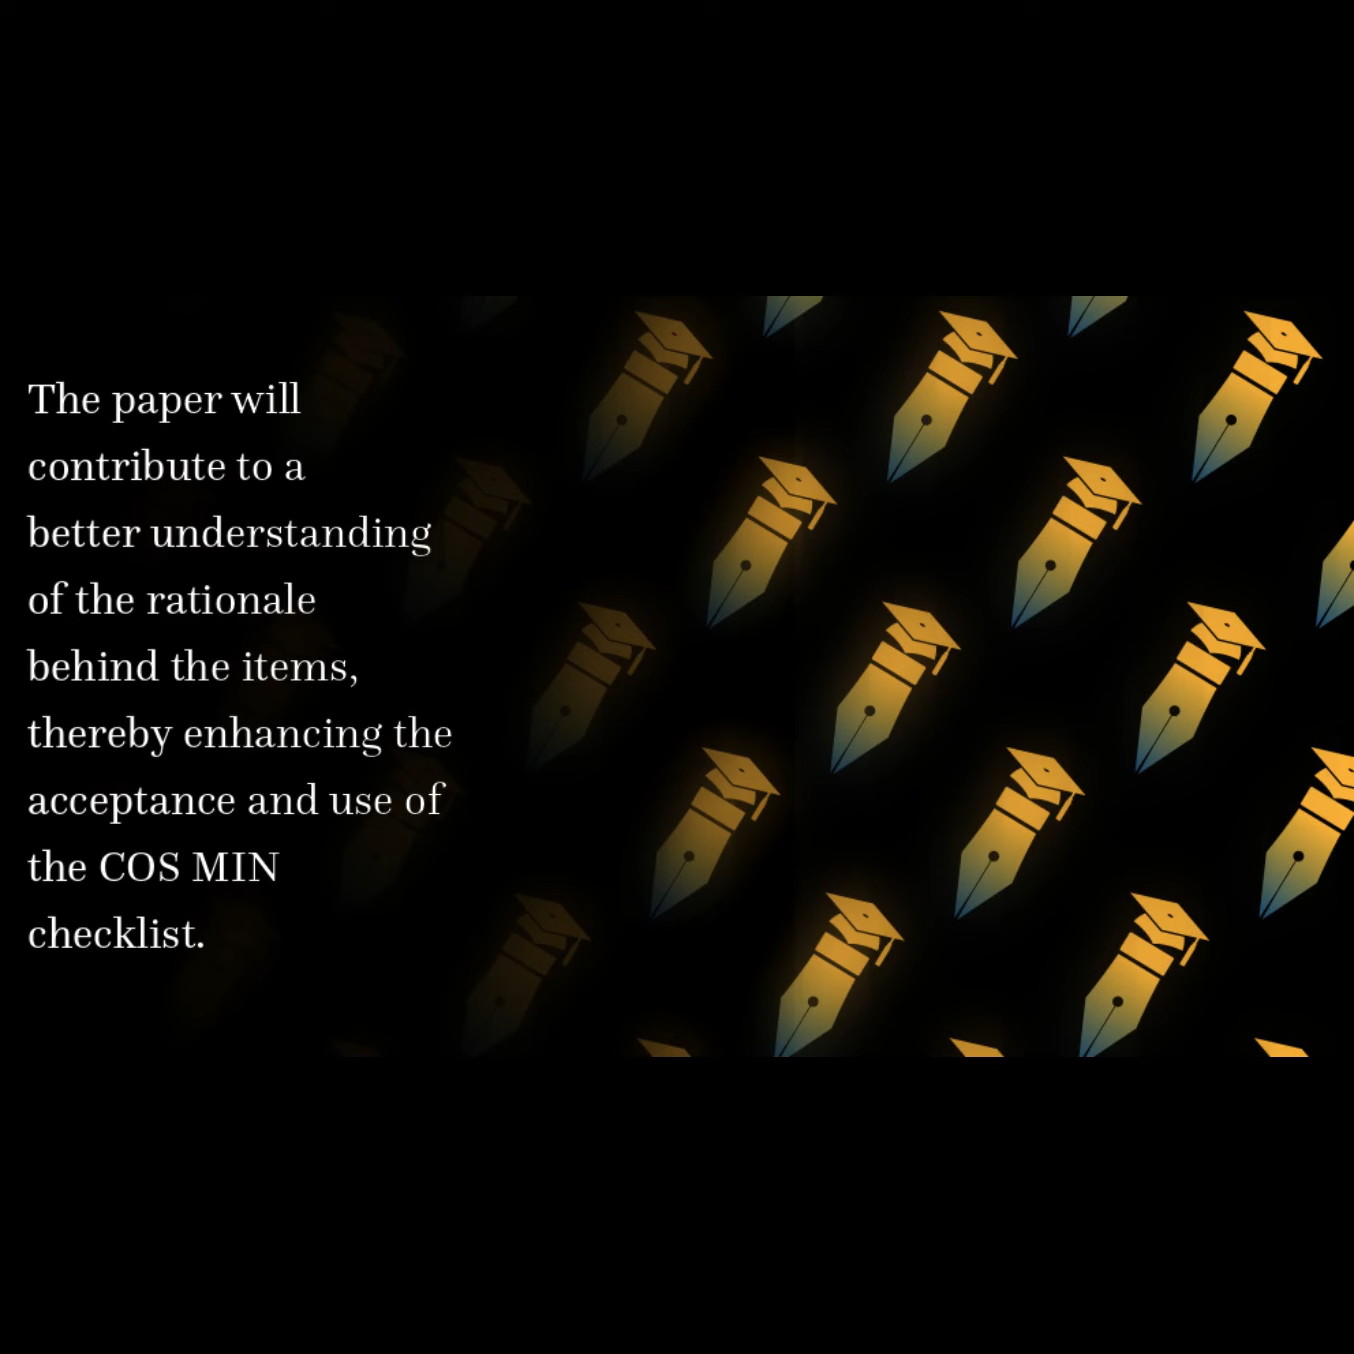 The paper will
contribute to a
better understanding
of the rationale
behind the items,
thereby enhancing the
acceptance and use of
the COS MIN
checklist.